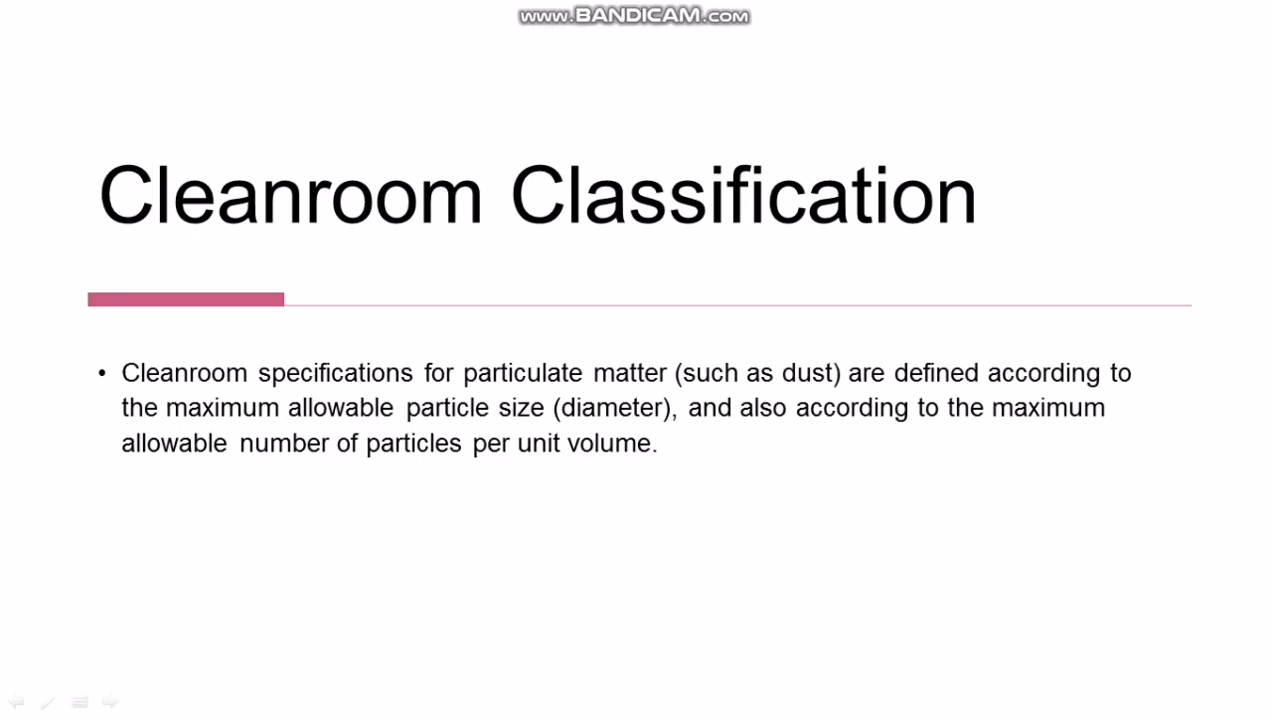 www.BANDICAM.com
Cleanroom Classification
• Cleanroom specifications for particulate matter (such as dust) are defined according to
the maximum allowable particle size (diameter), and also according to the maximum
allowable number of particles per unit volume.